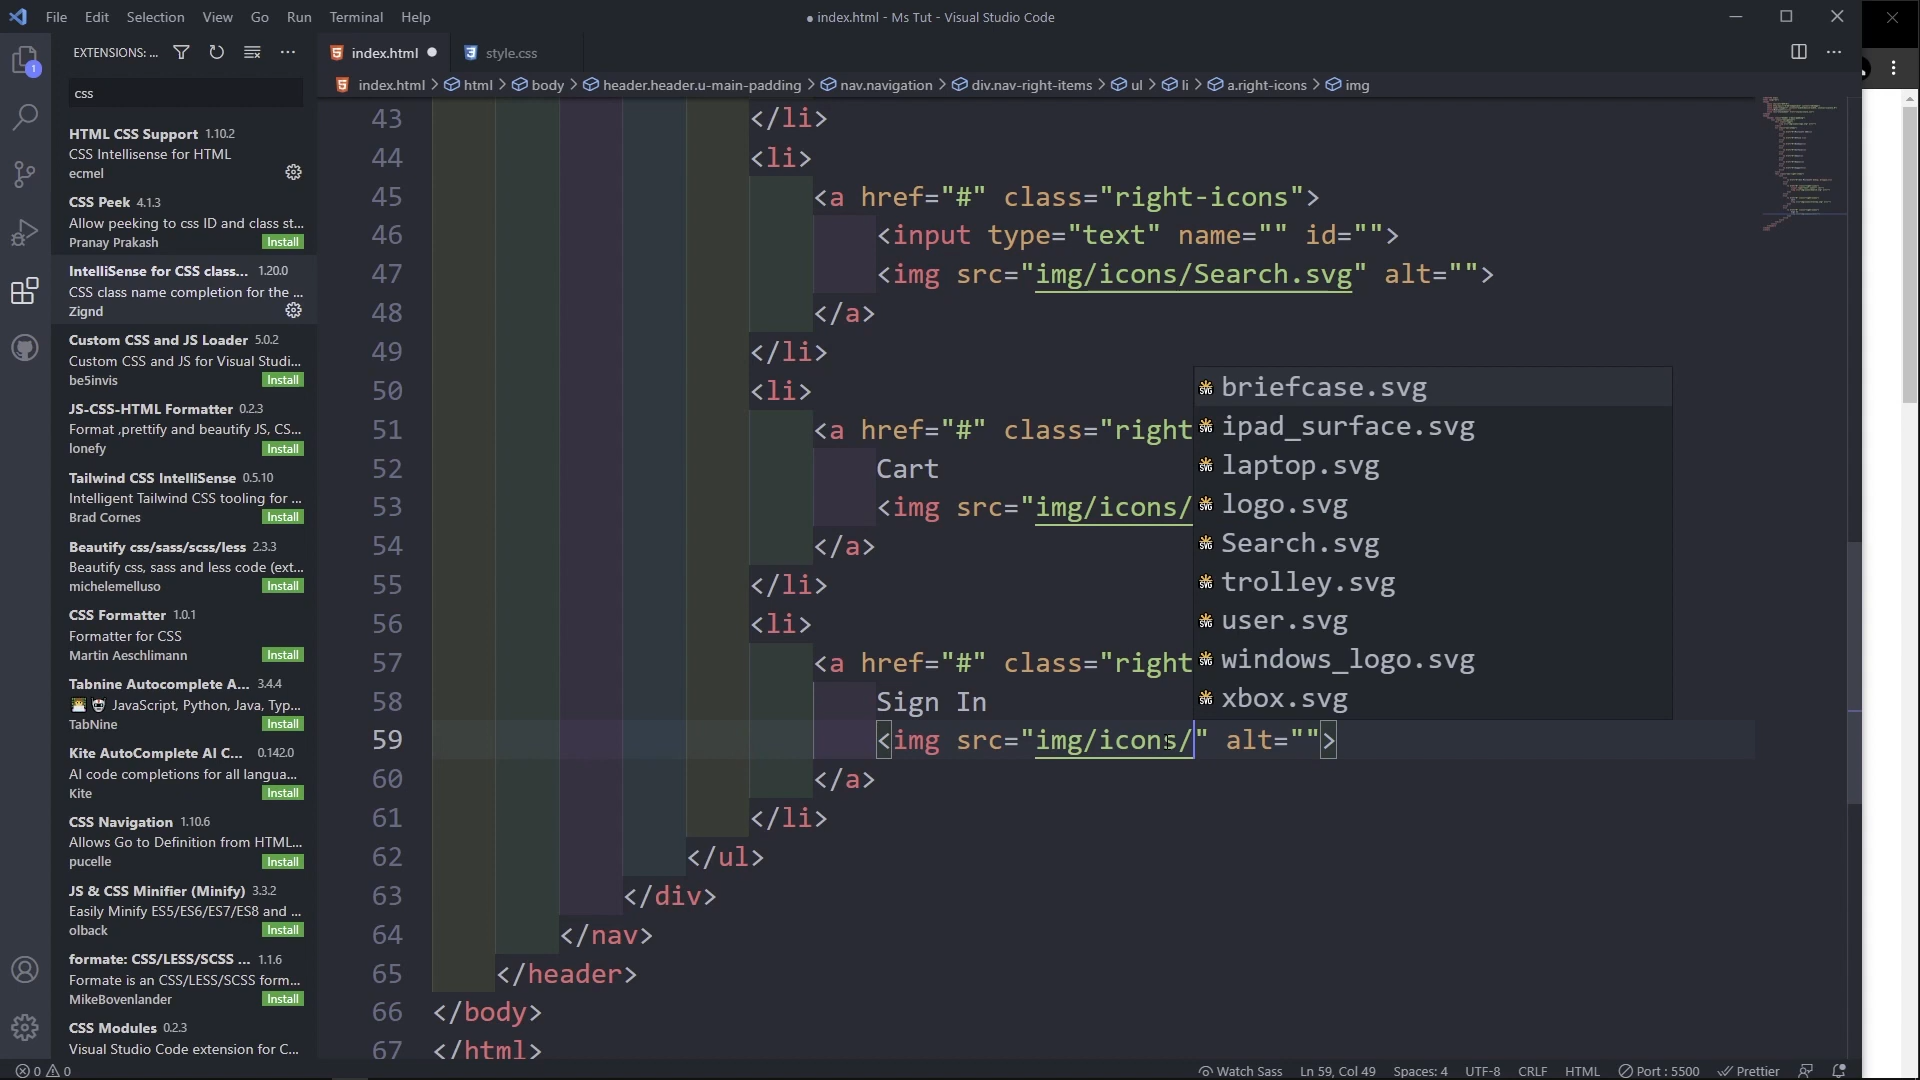 File Edit Selection View Go Run Terminal Help
● index.html - Ms Tut - Visual Studio Code
EXTENSIONS: ...
index.html ●
style.css
index.html > html > body > header.header.u-main-padding > nav.navigation > div.nav-right-items > ul > li > a.right-icons > img
1
css
HTML CSS Support 1.10.2
CSS Intellisense for HTML
ecmel
CSS Peek 4.1.3
Allow peeking to css ID and class st...
Pranay Prakash Install
IntelliSense for CSS class... 1.20.0
CSS class name completion for the ...
Zignd
Custom CSS and JS Loader 5.0.2
Custom CSS and JS for Visual Studi...
be5invis Install
JS-CSS-HTML Formatter 0.2.3
Format ,prettify and beautify JS, CS...
lonefy Install
Tailwind CSS IntelliSense 0.5.10
Intelligent Tailwind CSS tooling for ...
Brad Cornes Install
Beautify css/sass/scss/less 2.3.3
Beautify css, sass and less code (ext...
michelemelluso Install
CSS Formatter 1.0.1
Formatter for CSS
Martin Aeschlimann Install
Tabnine Autocomplete A... 3.4.4
JavaScript, Python, Java, Typ...
TabNine Install
Kite AutoComplete AI C... 0.142.0
AI code completions for all langua...
Kite Install
CSS Navigation 1.10.6
Allows Go to Definition from HTML...
pucelle Install
JS & CSS Minifier (Minify) 3.3.2
Easily Minify ES5/ES6/ES7/ES8 and ...
olback Install
formate: CSS/LESS/SCSS ... 1.1.6
Formate is an CSS/LESS/SCSS form...
MikeBovenlander Install
CSS Modules 0.2.3
Visual Studio Code extension for C...
43 </li>
44 <li>
45 <a href="#" class="right-icons">
46 <input type="text" name="" id="">
47 <img src="img/icons/Search.svg" alt="">
48 </a>
49 </li>
50 <li>
51 <a href="#" class="right
52 Cart
53 <img src="img/icons/
54 </a>
55 </li>
56 <li>
57 <a href="#" class="right
58 Sign In
59 <img src="img/icons/" alt="">
60 </a>
61 </li>
62 </ul>
63 </div>
64 </nav>
65 </header>
66 </body>
67 </html>
briefcase.svg
ipad_surface.svg
laptop.svg
logo.svg
Search.svg
trolley.svg
user.svg
windows_logo.svg
xbox.svg
0 0
Watch Sass Ln 59, Col 49 Spaces: 4 UTF-8 CRLF HTML Port : 5500 Prettier